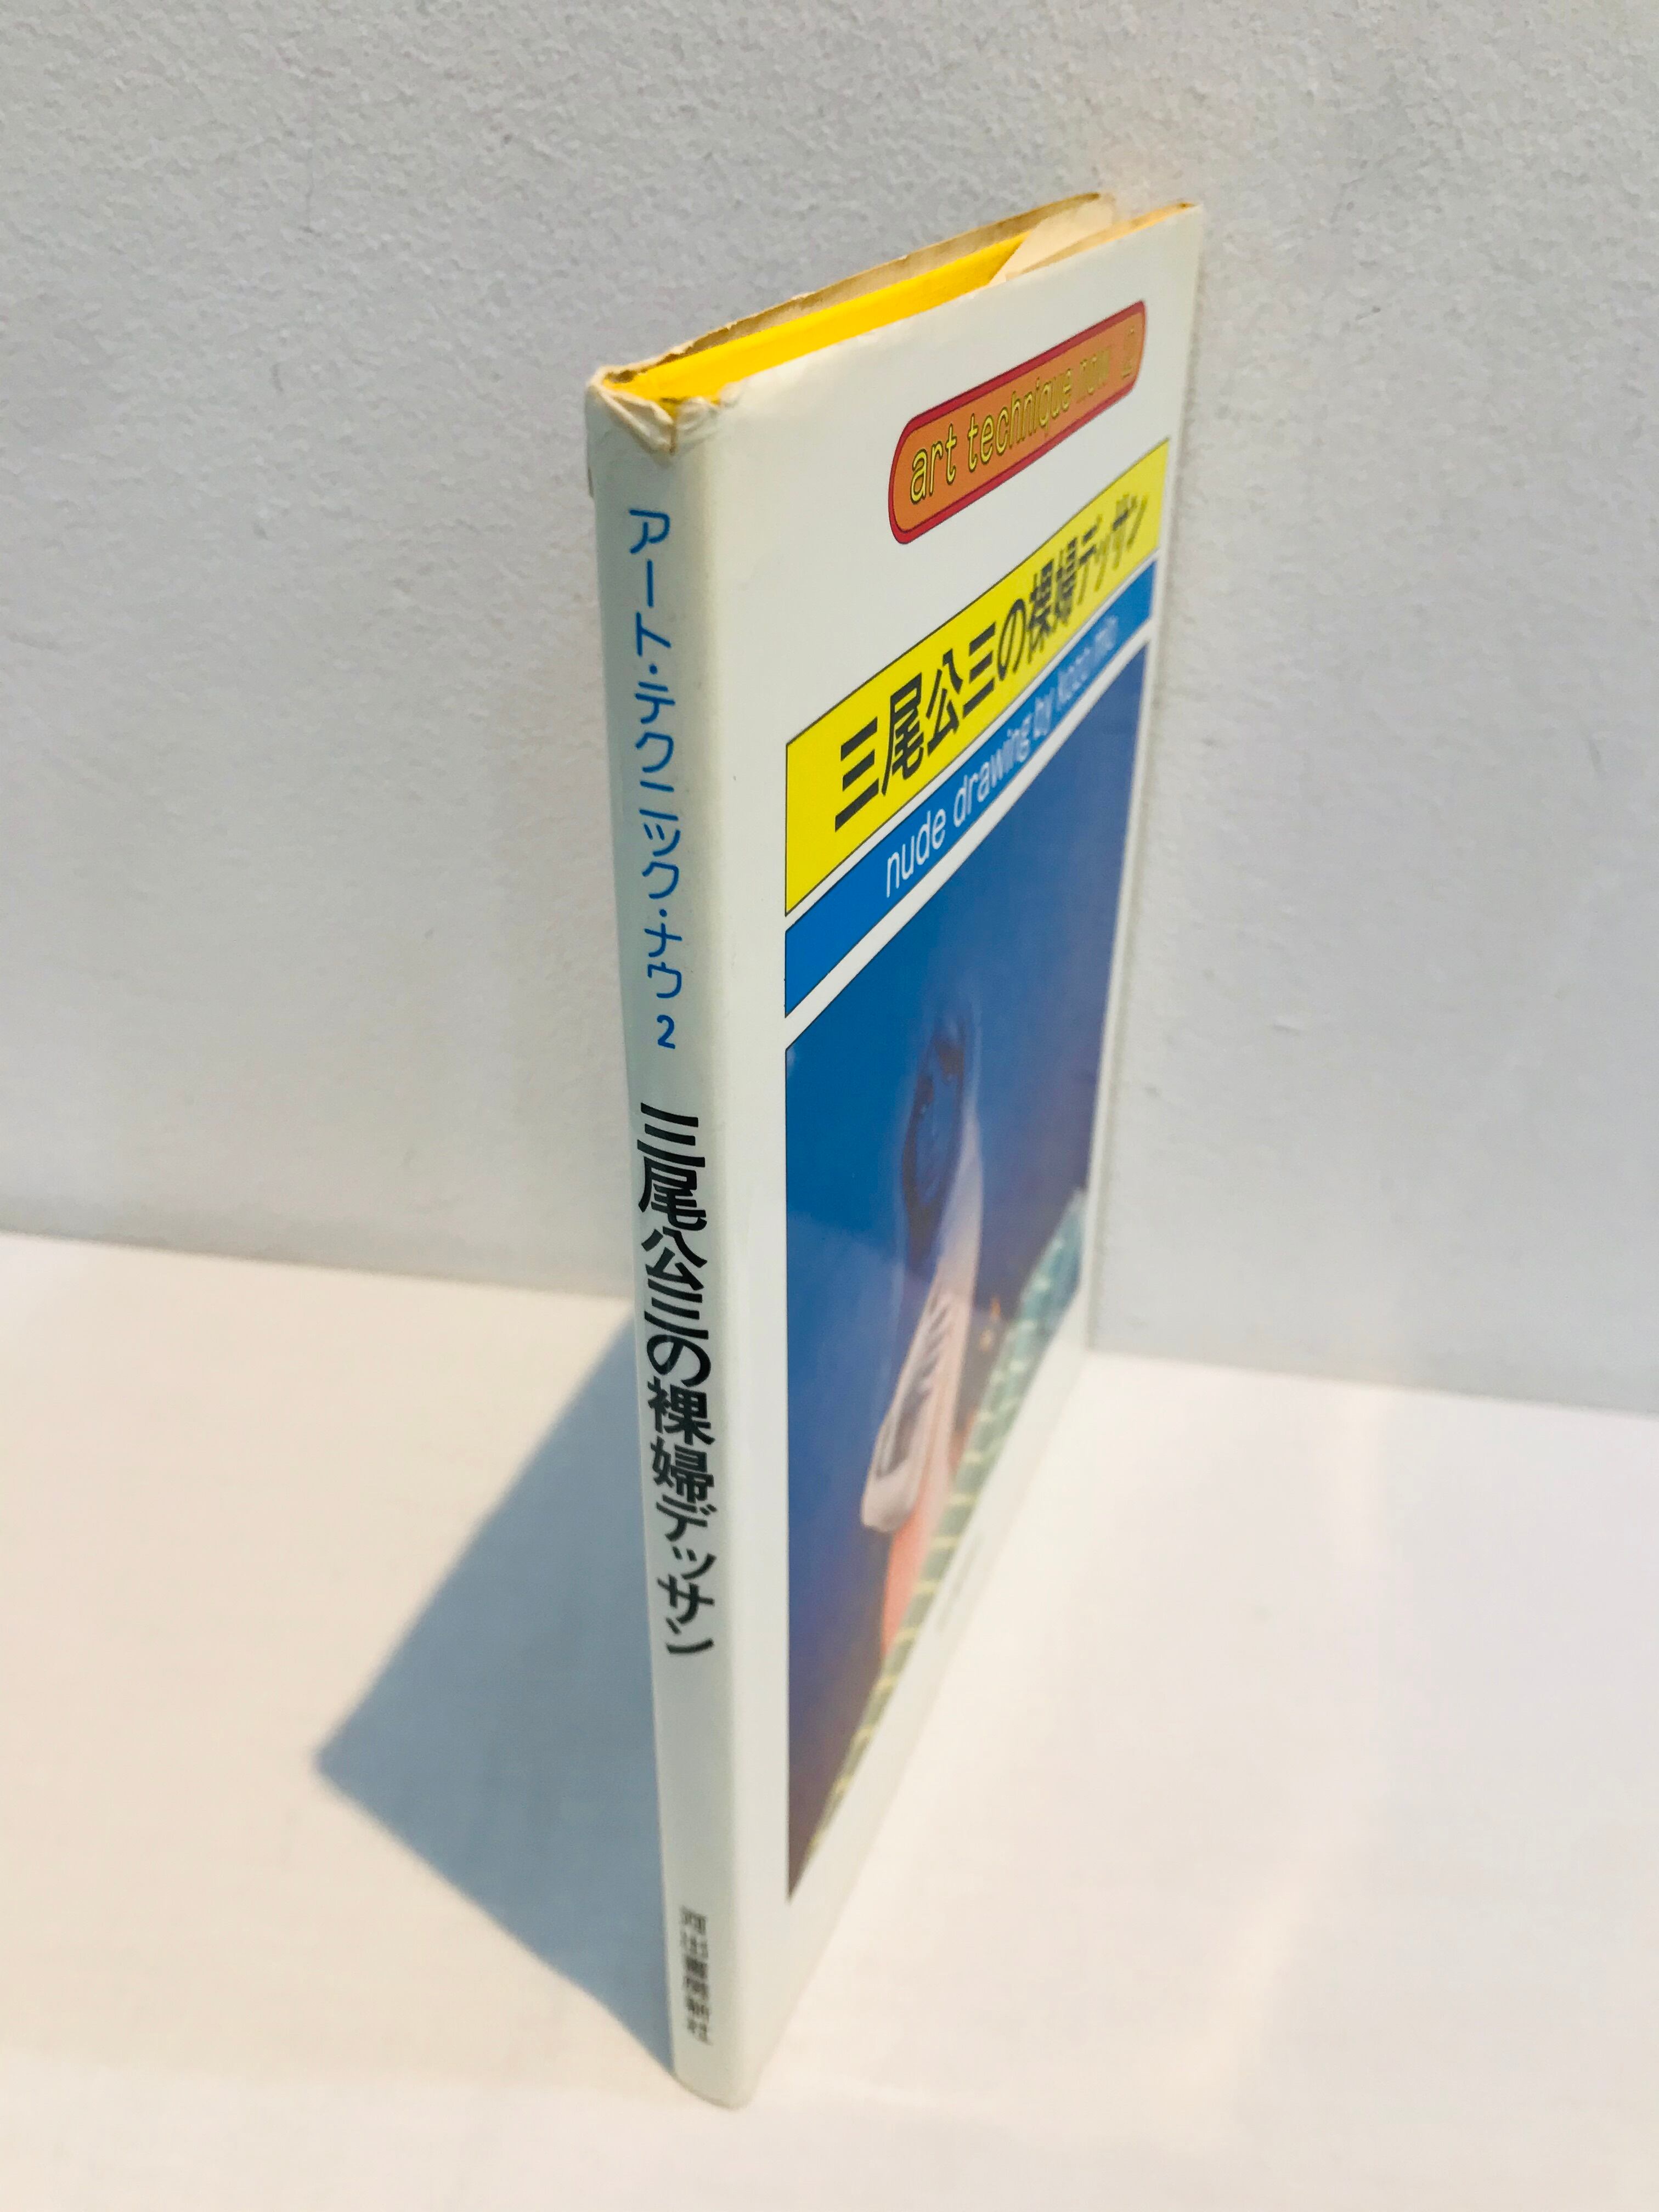 アート・テクニック・ナウ 2
三尾公三の裸婦デッサン
河出書房新社
art technique now 2
三尾公三の裸婦デッサン
nude drawing by kozo mio